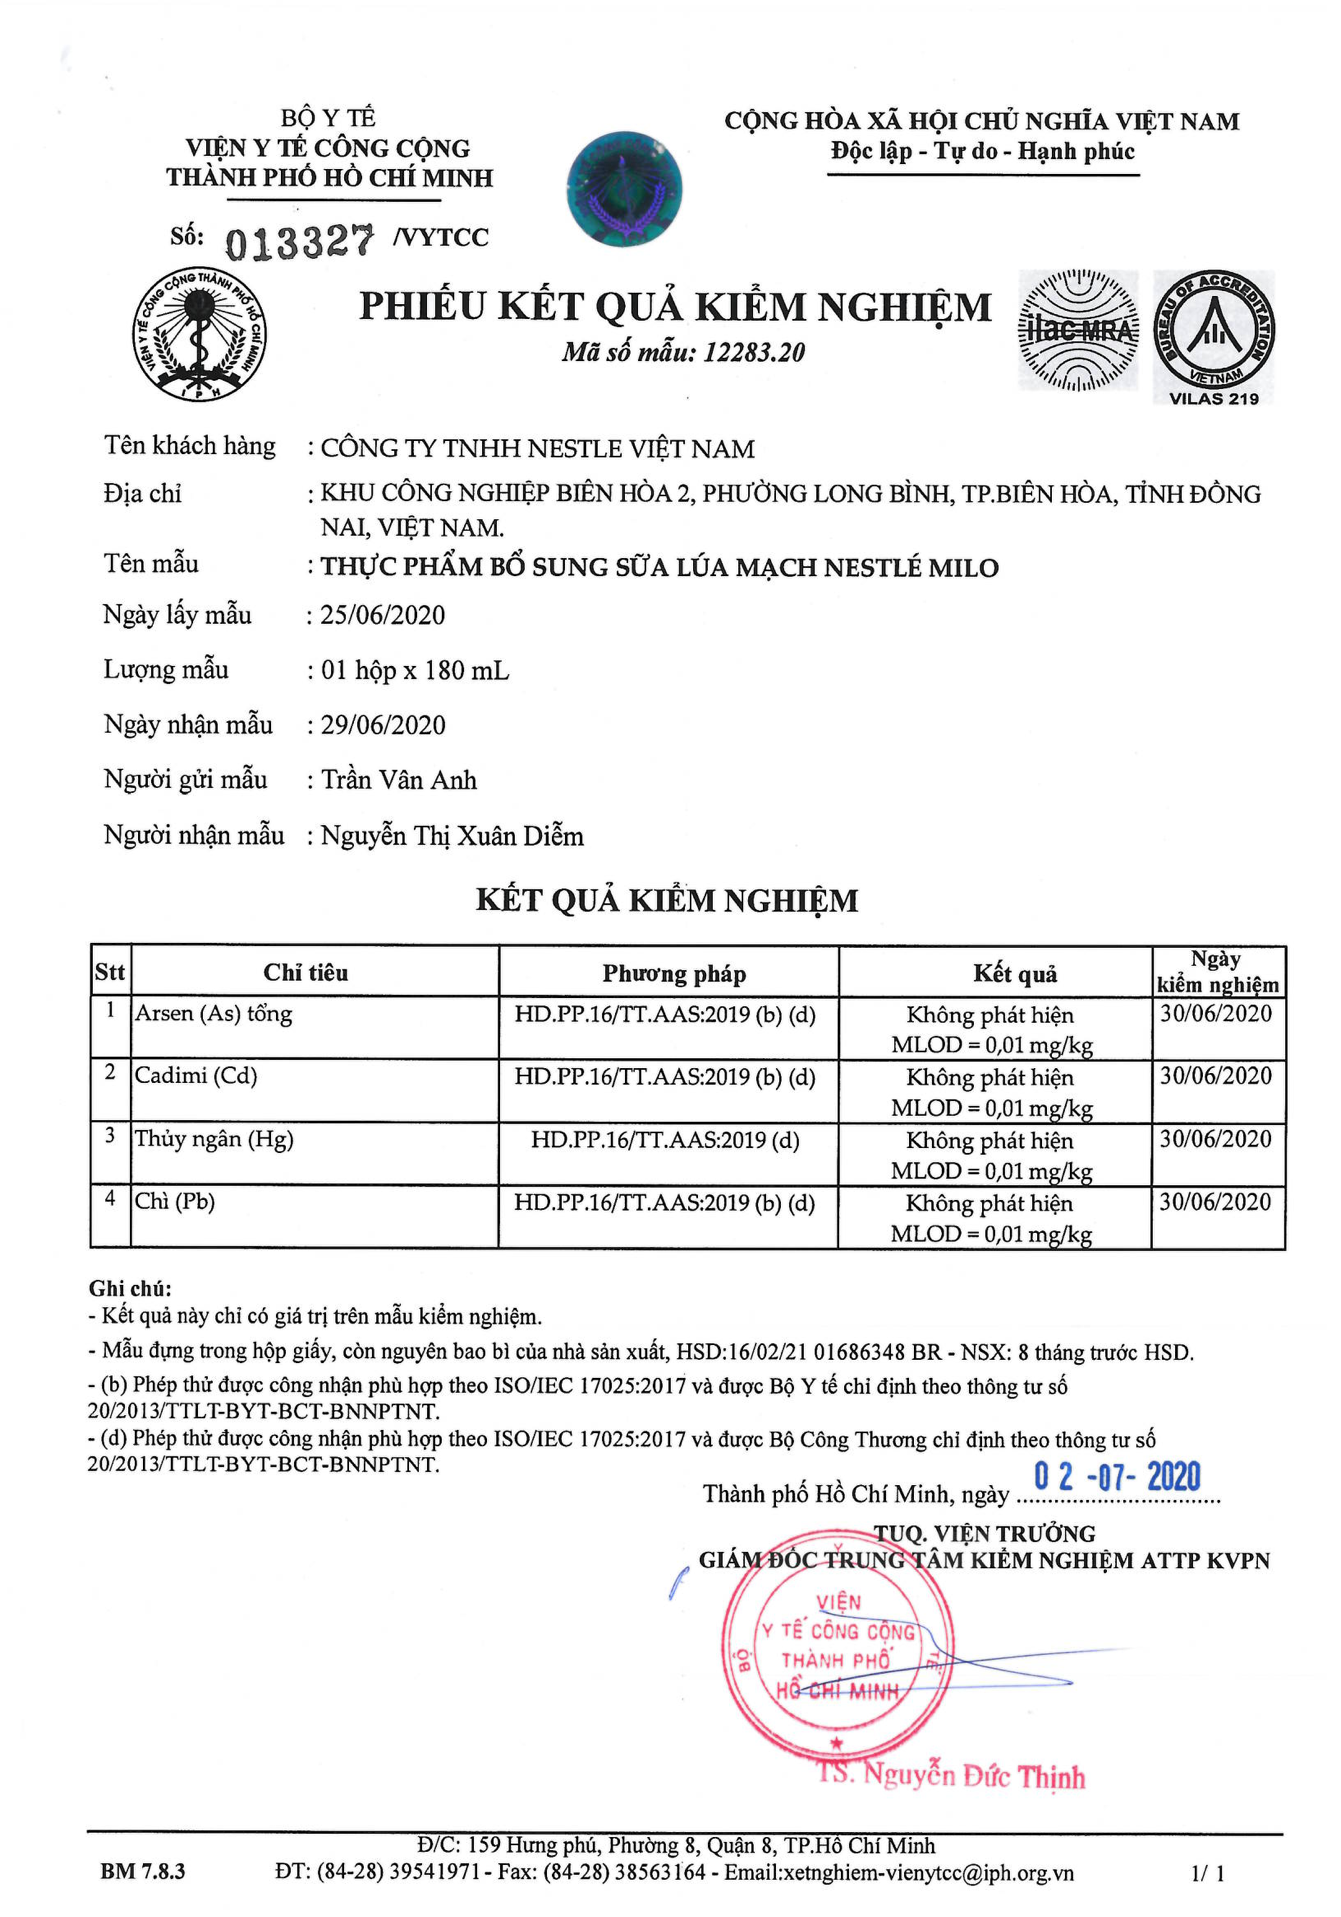 BỘ Y TẾ
VIỆN Y TẾ CÔNG CỘNG
THÀNH PHỐ HỒ CHÍ MINH
Số: 013327 /VYTCC
CỘNG HÒA XÃ HỘI CHỦ NGHĨA VIỆT NAM
Độc lập - Tự do - Hạnh phúc
VIỆN Y TẾ CÔNG CỘNG THÀNH PHỐ HỒ CHÍ MINH
I P H
PHIẾU KẾT QUẢ KIỂM NGHIỆM
Mã số mẫu: 12283.20
ilac-MRA
BUREAU OF ACCREDITATION
VIETNAM
VILAS 219
Tên khách hàng : CÔNG TY TNHH NESTLE VIỆT NAM
Địa chỉ : KHU CÔNG NGHIỆP BIÊN HÒA 2, PHƯỜNG LONG BÌNH, TP.BIÊN HÒA, TỈNH ĐỒNG
NAI, VIỆT NAM.
Tên mẫu : THỰC PHẨM BỔ SUNG SỮA LÚA MẠCH NESTLÉ MILO
Ngày lấy mẫu : 25/06/2020
Lượng mẫu : 01 hộp x 180 mL
Ngày nhận mẫu : 29/06/2020
Người gửi mẫu : Trần Vân Anh
Người nhận mẫu : Nguyễn Thị Xuân Diễm
KẾT QUẢ KIỂM NGHIỆM
Stt Chỉ tiêu Phương pháp Kết quả Ngày
kiểm nghiệm
1 Arsen (As) tổng HD.PP.16/TT.AAS:2019 (b) (d) Không phát hiện 30/06/2020
MLOD = 0,01 mg/kg
2 Cadimi (Cd) HD.PP.16/TT.AAS:2019 (b) (d) Không phát hiện 30/06/2020
MLOD = 0,01 mg/kg
3 Thủy ngân (Hg) HD.PP.16/TT.AAS:2019 (d) Không phát hiện 30/06/2020
MLOD = 0,01 mg/kg
4 Chì (Pb) HD.PP.16/TT.AAS:2019 (b) (d) Không phát hiện 30/06/2020
MLOD = 0,01 mg/kg
Ghi chú:
- Kết quả này chỉ có giá trị trên mẫu kiểm nghiệm.
- Mẫu đựng trong hộp giấy, còn nguyên bao bì của nhà sản xuất, HSD:16/02/21 01686348 BR - NSX: 8 tháng trước HSD.
- (b) Phép thử được công nhận phù hợp theo ISO/IEC 17025:2017 và được Bộ Y tế chỉ định theo thông tư số
20/2013/TTLT-BYT-BCT-BNNPTNT.
- (d) Phép thử được công nhận phù hợp theo ISO/IEC 17025:2017 và được Bộ Công Thương chỉ định theo thông tư số
20/2013/TTLT-BYT-BCT-BNNPTNT.
Thành phố Hồ Chí Minh, ngày 02-07-2020
TUQ. VIỆN TRƯỞNG
GIÁM ĐỐC TRUNG TÂM KIỂM NGHIỆM ATTP KVPN
BỘ Y TẾ
VIỆN
Y TẾ CÔNG CỘNG
THÀNH PHỐ
HỒ CHÍ MINH
TS. Nguyễn Đức Thịnh
Đ/C: 159 Hưng phú, Phường 8, Quận 8, TP.Hồ Chí Minh
BM 7.8.3 ĐT: (84-28) 39541971 - Fax: (84-28) 38563164 - Email:xetnghiem-vienytcc@iph.org.vn 1/ 1